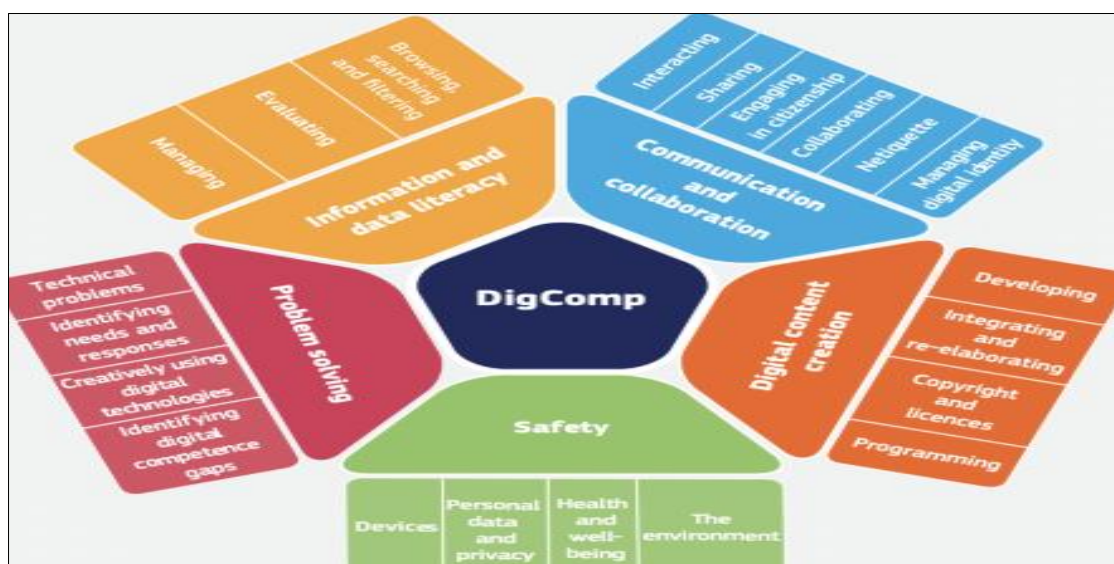 Browsing,
searching
and filtering
Evaluating
Managing
Information and
data literacy
Interacting
Sharing
Engaging
in citizenship
Collaborating
Netiquette
Managing
digital identity
Communication
and
collaboration
Technical
problems
Identifying
needs and
responses
Creatively using
digital
technologies
Identifying
digital
competence
gaps
Problem solving
DigComp
Digital content
creation
Developing
Integrating
and
re-elaborating
Copyright
and
licences
Programming
Safety
Devices
Personal
data
and
privacy
Health
and
well-
being
The
environment